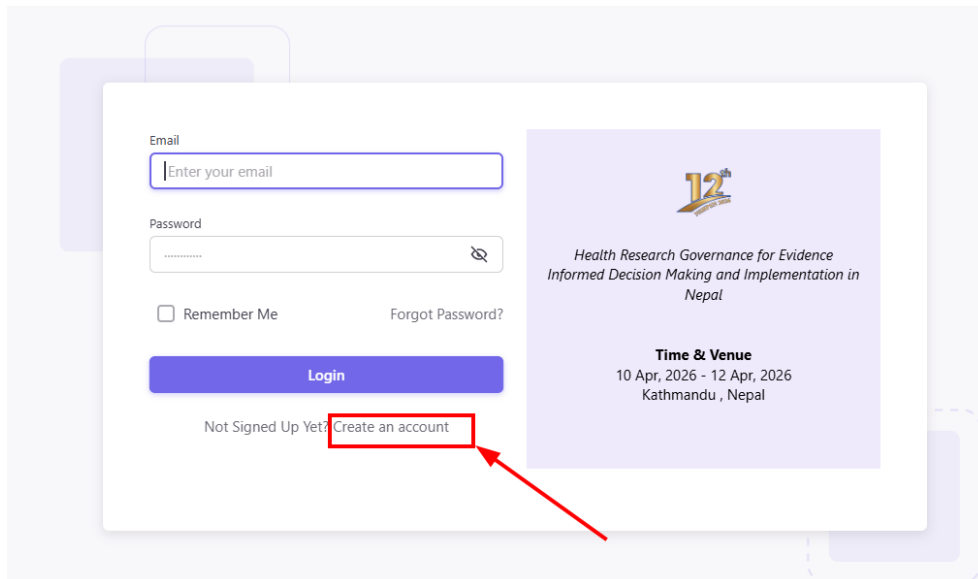 Email
Enter your email
Password
Remember Me
Forgot Password?
Login
Not Signed Up Yet? Create an account
12th
Health Research Governance for Evidence
Informed Decision Making and Implementation in
Nepal
Time & Venue
10 Apr, 2026 - 12 Apr, 2026
Kathmandu , Nepal